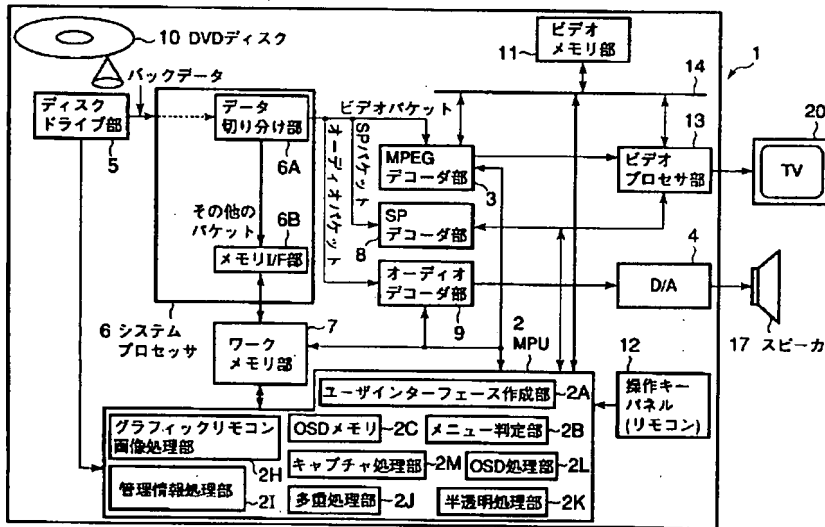 10 DVDディスク
バックデータ
ディスク
ドライブ部
5
データ
切り分け部
6A
その他の
パケット
6B
メモリI/F部
6 システム
プロセッサ
ビデオパケット
SPパケット
オーディオパケット
MPEG
デコーダ部
3
SP
デコーダ部
8
オーディオ
デコーダ部
9
11
ビデオ
メモリ部
14
1
13
ビデオ
プロセサ部
20
TV
4
D/A
17 スピーカ
7
ワーク
メモリ部
2
MPU
12
操作キー
パネル
(リモコン)
ユーザインターフェース作成部
2A
グラフィックリモコン
画像処理部
2H
OSDメモリ
2C
メニュー判定部
2B
キャプチャ処理部
2M
OSD処理部
2L
管理情報処理部
2I
多重処理部
2J
半透明処理部
2K